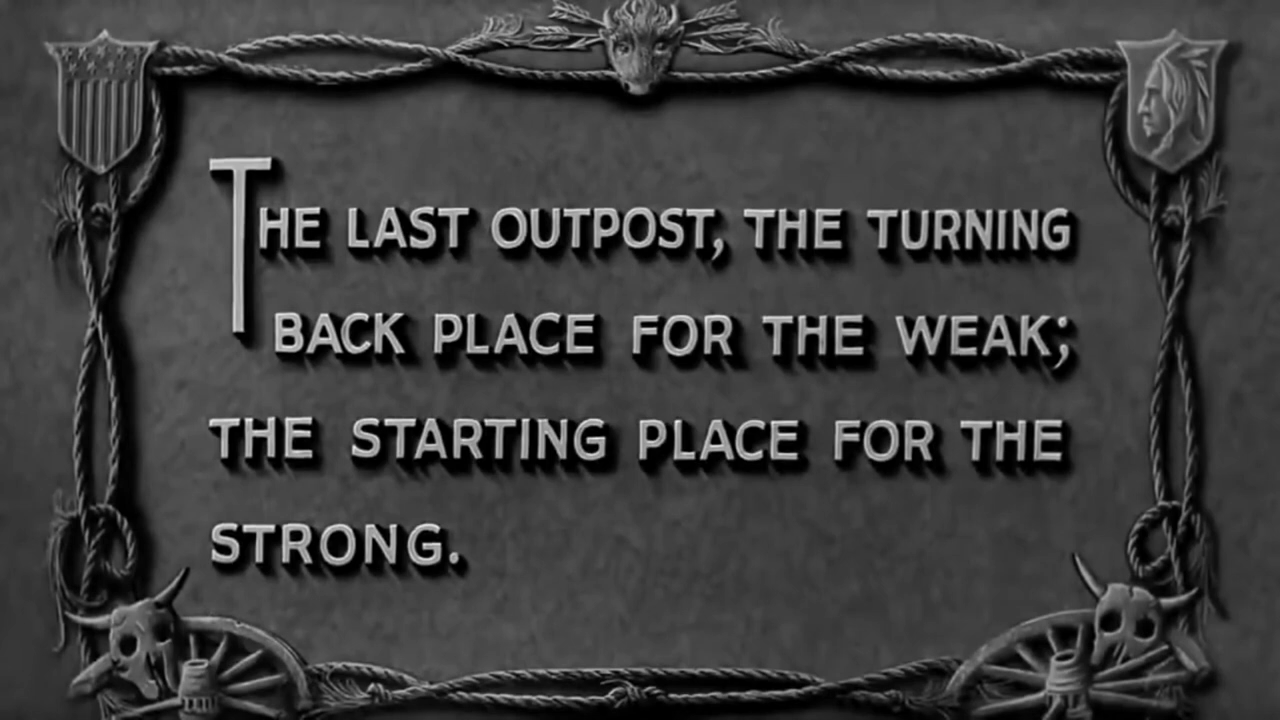 THE LAST OUTPOST, THE TURNING
BACK PLACE FOR THE WEAK;
THE STARTING PLACE FOR THE
STRONG.